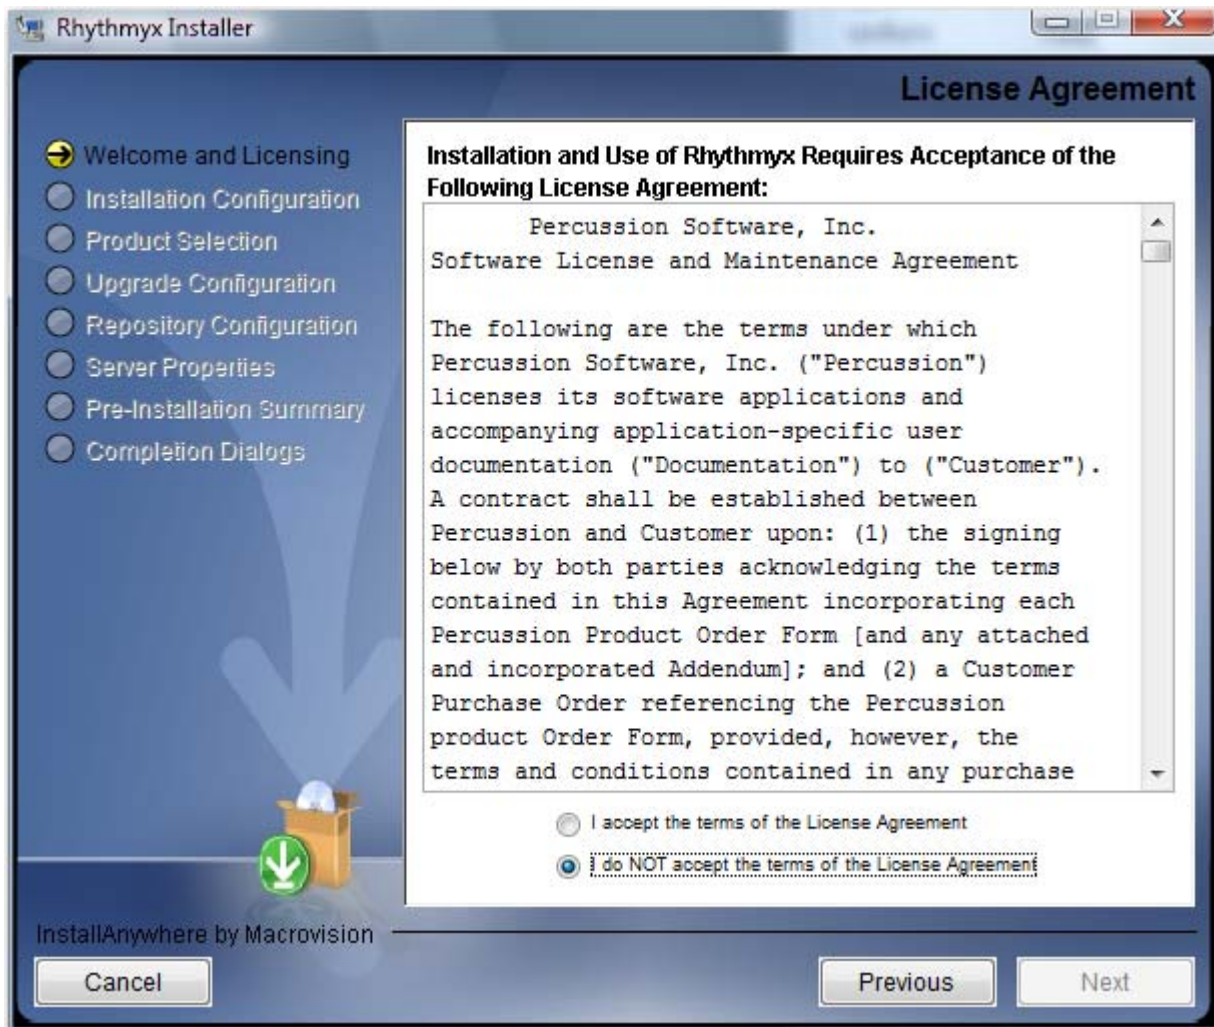 Rhythmyx Installer
License Agreement
Welcome and Licensing
Installation Configuration
Product Selection
Upgrade Configuration
Repository Configuration
Server Properties
Pre-Installation Summary
Completion Dialogs
Installation and Use of Rhythmyx Requires Acceptance of the
Following License Agreement:
Percussion Software, Inc.
Software License and Maintenance Agreement
The following are the terms under which
Percussion Software, Inc. ("Percussion")
licenses its software applications and
accompanying application-specific user
documentation ("Documentation") to ("Customer").
A contract shall be established between
Percussion and Customer upon: (1) the signing
below by both parties acknowledging the terms
contained in this Agreement incorporating each
Percussion Product Order Form [and any attached
and incorporated Addendum]; and (2) a Customer
Purchase Order referencing the Percussion
product Order Form, provided, however, the
terms and conditions contained in any purchase
I accept the terms of the License Agreement
I do NOT accept the terms of the License Agreement
InstallAnywhere by Macrovision
Cancel
Previous
Next